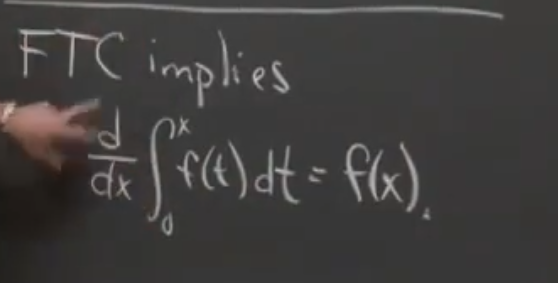 FTC implies
d/dx ∫₀ˣ f(t) dt = f(x).